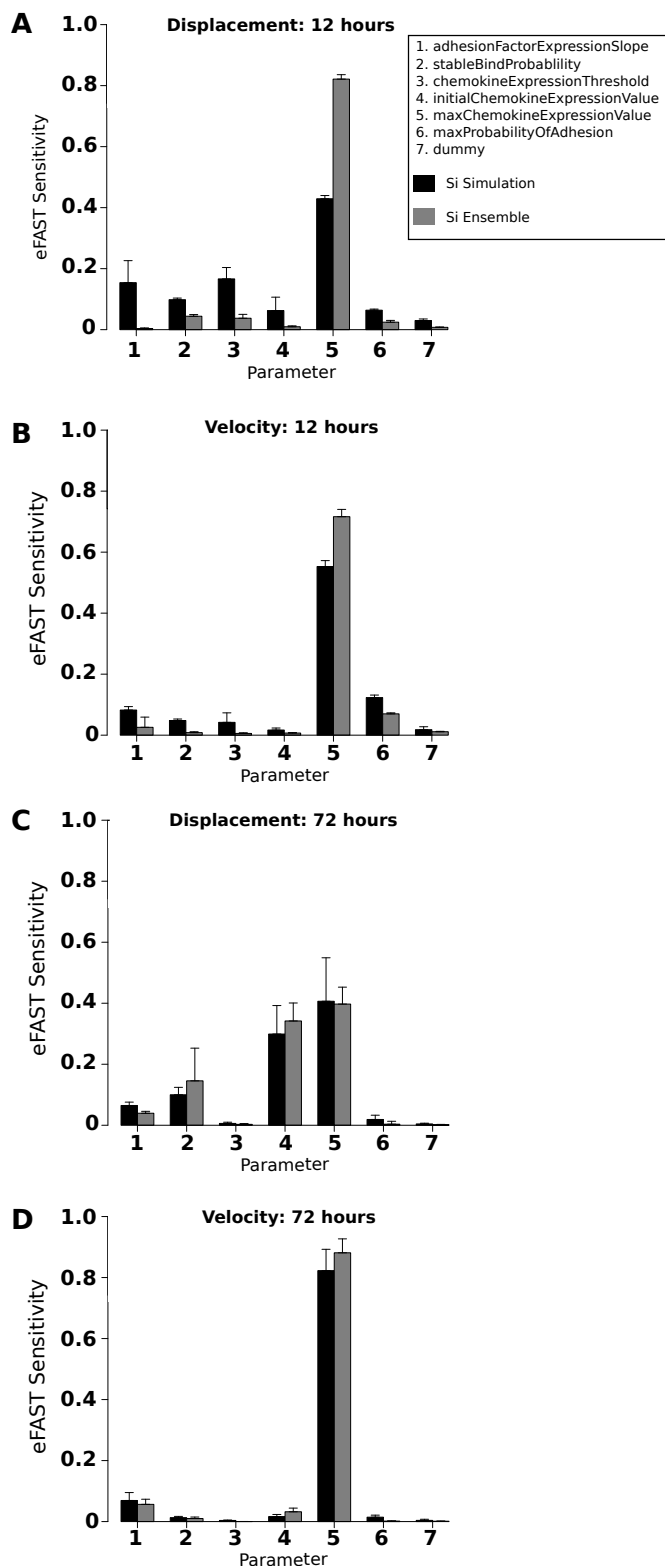 A
Displacement: 12 hours
1. adhesionFactorExpressionSlope
2. stableBindProbablility
3. chemokineExpressionThreshold
4. initialChemokineExpressionValue
5. maxChemokineExpressionValue
6. maxProbabilityOfAdhesion
7. dummy
Si Simulation
Si Ensemble
eFAST Sensitivity
1.0
0.8
0.6
0.4
0.2
0
1 2 3 4 5 6 7
Parameter
B
Velocity: 12 hours
eFAST Sensitivity
1.0
0.8
0.6
0.4
0.2
0
1 2 3 4 5 6 7
Parameter
C
Displacement: 72 hours
eFAST Sensitivity
1.0
0.8
0.6
0.4
0.2
0
1 2 3 4 5 6 7
Parameter
D
Velocity: 72 hours
eFAST Sensitivity
1.0
0.8
0.6
0.4
0.2
0
1 2 3 4 5 6 7
Parameter